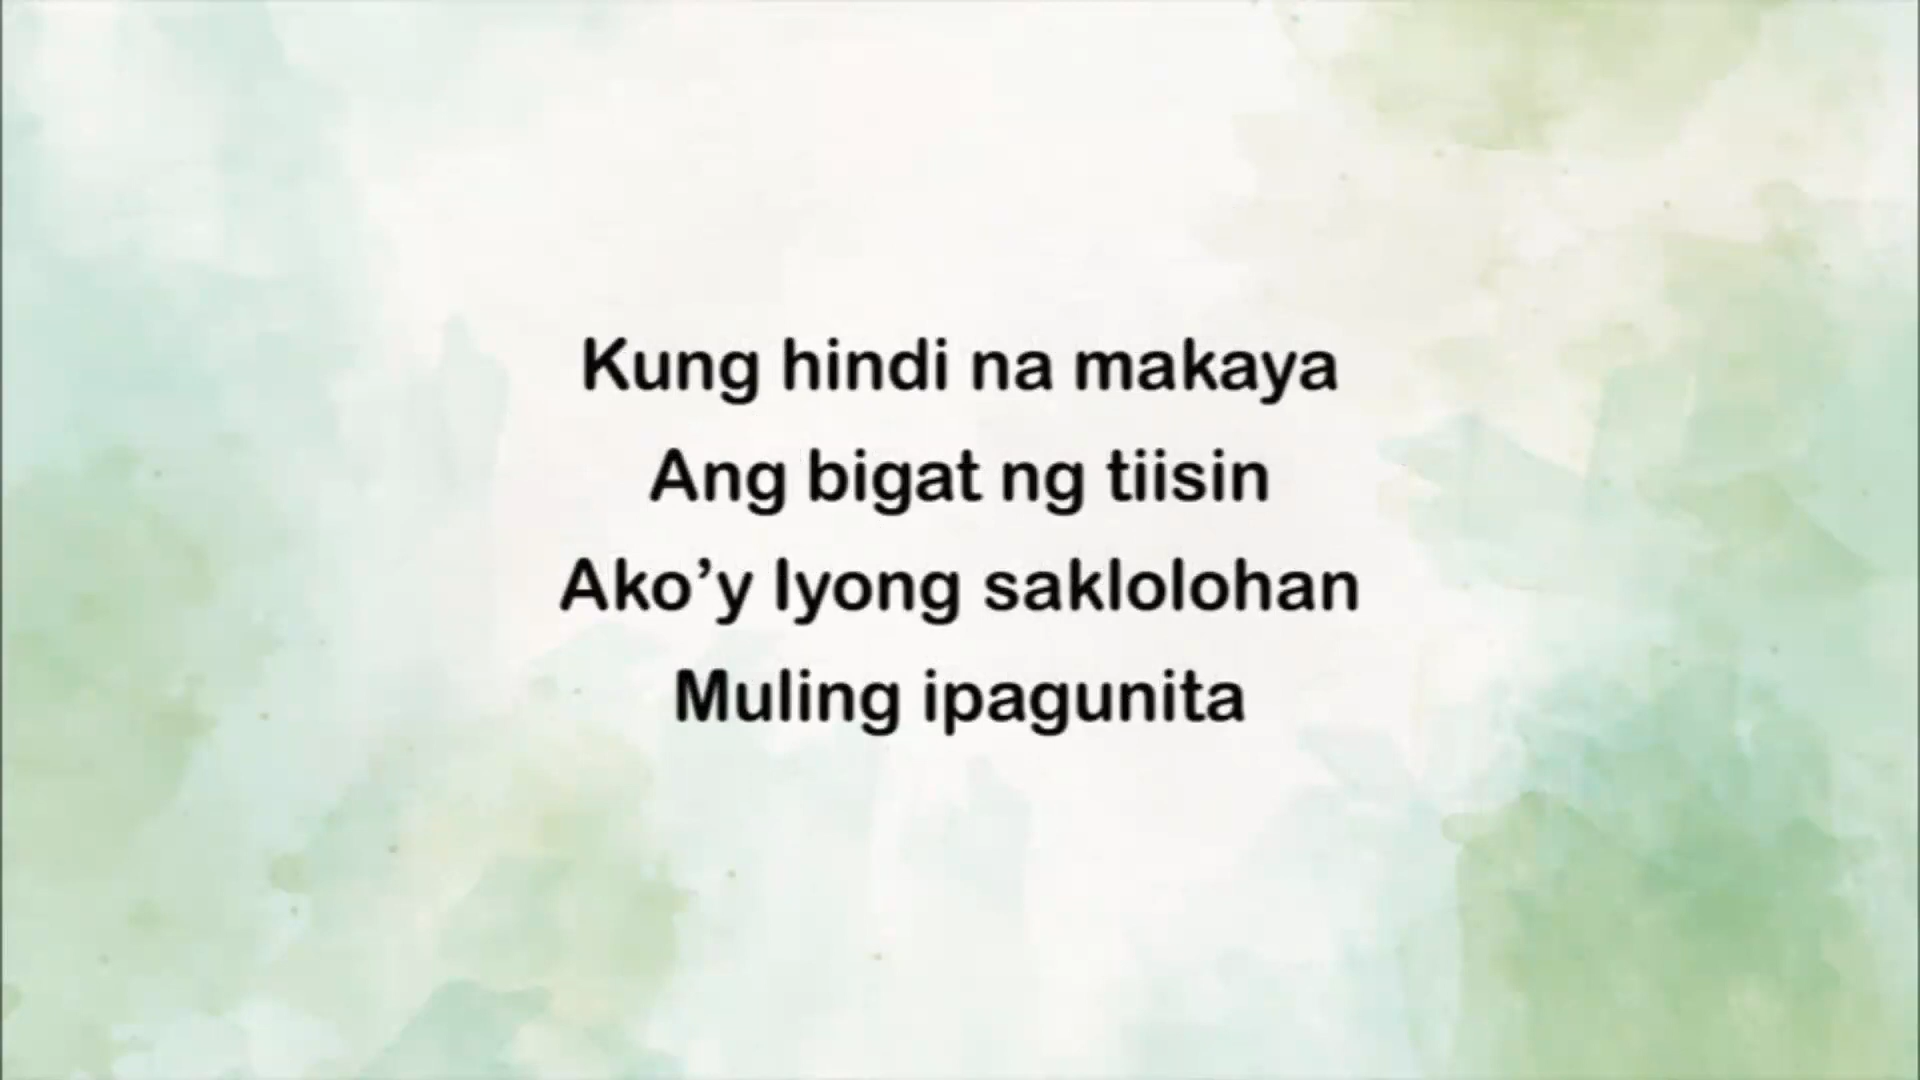 Kung hindi na makaya
Ang bigat ng tiisin
Ako’y Iyong saklolohan
Muling ipagunita